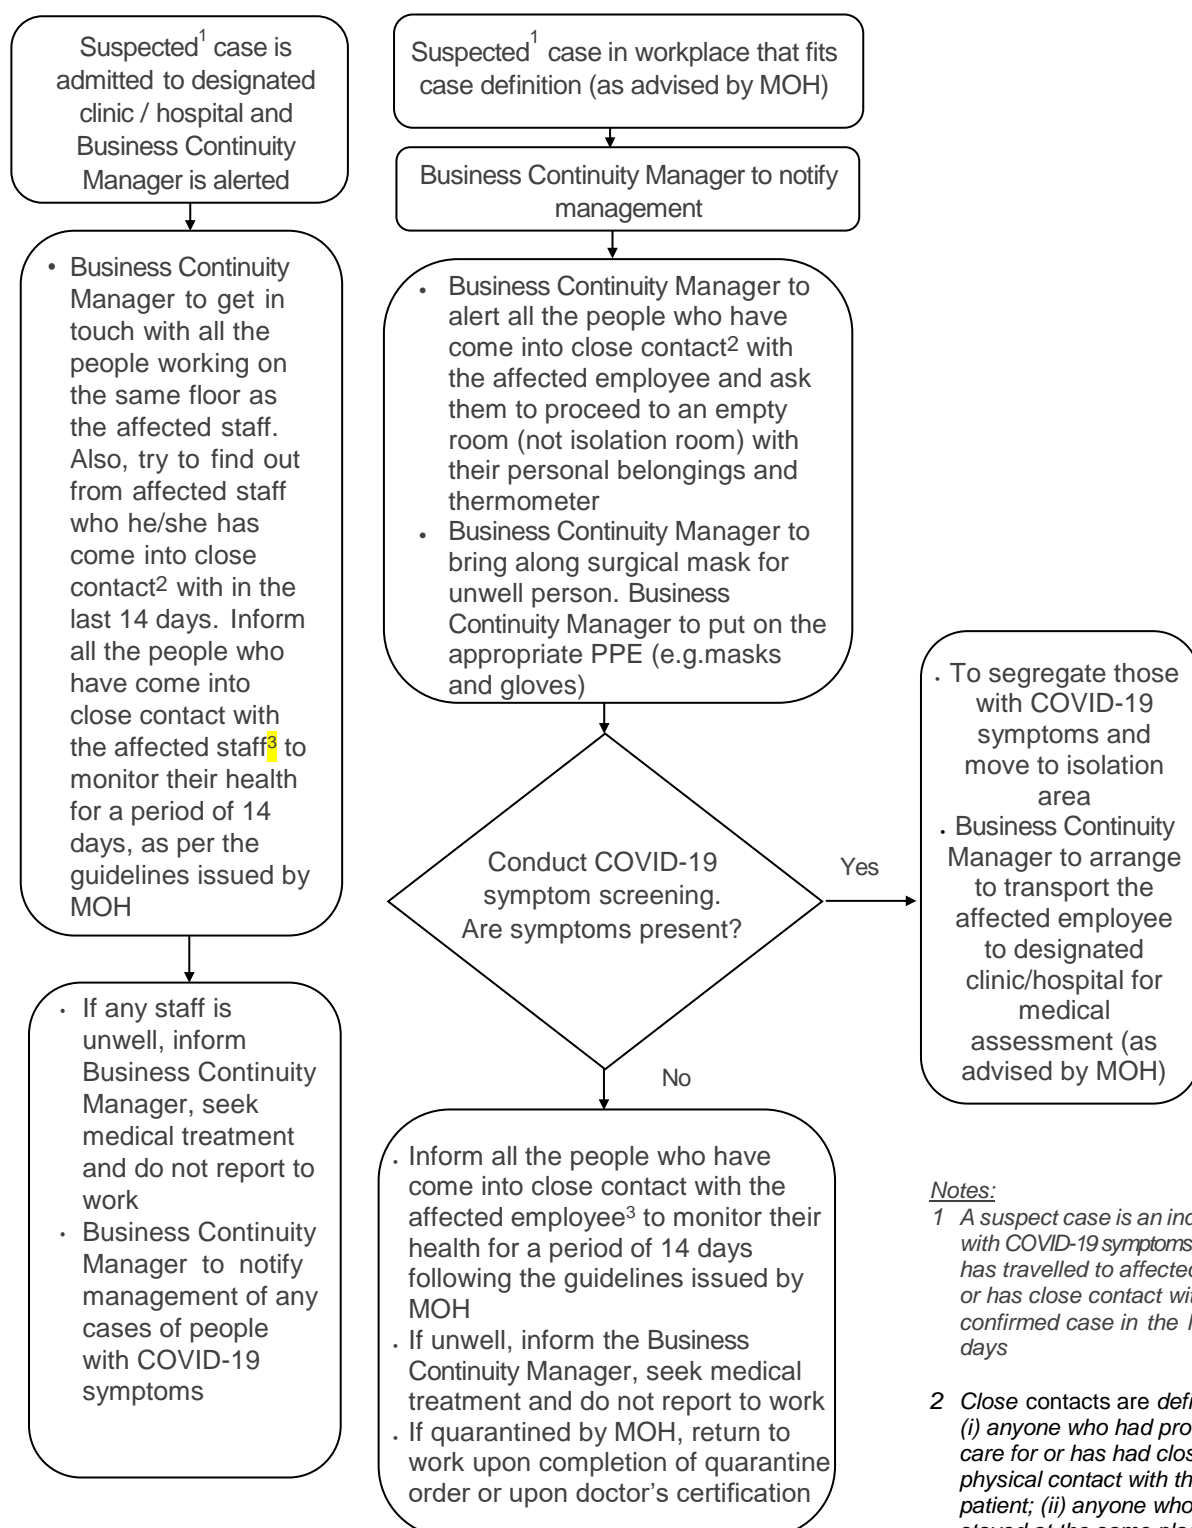 Suspected1 case is
admitted to designated
clinic / hospital and
Business Continuity
Manager is alerted
• Business Continuity
Manager to get in
touch with all the
people working on
the same floor as
the affected staff.
Also, try to find out
from affected staff
who he/she has
come into close
contact2 with in the
last 14 days. Inform
all the people who
have come into
close contact with
the affected staff3 to
monitor their health
for a period of 14
days, as per the
guidelines issued by
MOH
• If any staff is
unwell, inform
Business Continuity
Manager, seek
medical treatment
and do not report to
work
• Business Continuity
Manager to notify
management of any
cases of people
with COVID-19
symptoms
Suspected1 case in workplace that fits
case definition (as advised by MOH)
Business Continuity Manager to notify
management
• Business Continuity Manager to
alert all the people who have
come into close contact2 with
the affected employee and ask
them to proceed to an empty
room (not isolation room) with
their personal belongings and
thermometer
• Business Continuity Manager to
bring along surgical mask for
unwell person. Business
Continuity Manager to put on the
appropriate PPE (e.g.masks
and gloves)
Conduct COVID-19
symptom screening.
Are symptoms present?
Yes
No
• To segregate those
with COVID-19
symptoms and
move to isolation
area
• Business Continuity
Manager to arrange
to transport the
affected employee
to designated
clinic/hospital for
medical
assessment (as
advised by MOH)
• Inform all the people who have
come into close contact with the
affected employee3 to monitor their
health for a period of 14 days
following the guidelines issued by
MOH
• If unwell, inform the Business
Continuity Manager, seek medical
treatment and do not report to work
• If quarantined by MOH, return to
work upon completion of quarantine
order or upon doctor's certification
Notes:
1 A suspect case is an
with COVID-19 symptoms
has travelled to affected
or has close contact
confirmed case in the
days
2 Close contacts are
(i) anyone who had
care for or has had
physical contact with
patient; (ii) anyone who